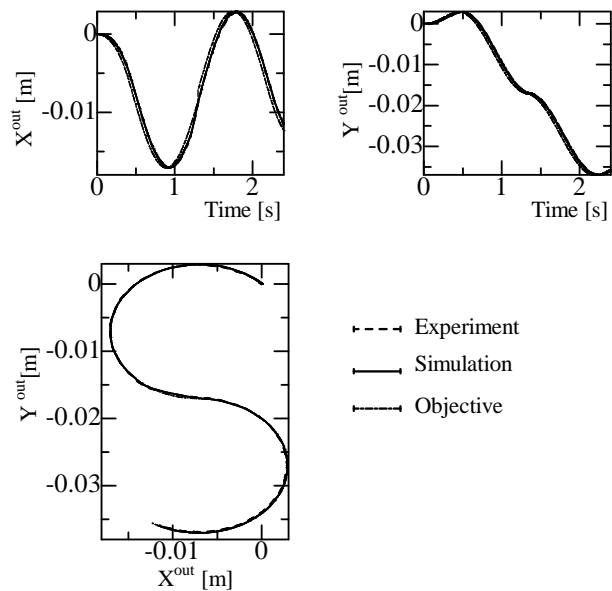 0
-0.01
X^out [m]
0 1 2
Time [s]
0
-0.01
-0.02
-0.03
Y^out [m]
0 1 2
Time [s]
0
-0.01
-0.02
-0.03
Y^out[m]
-0.01 0
X^out [m]
Experiment
Simulation
Objective